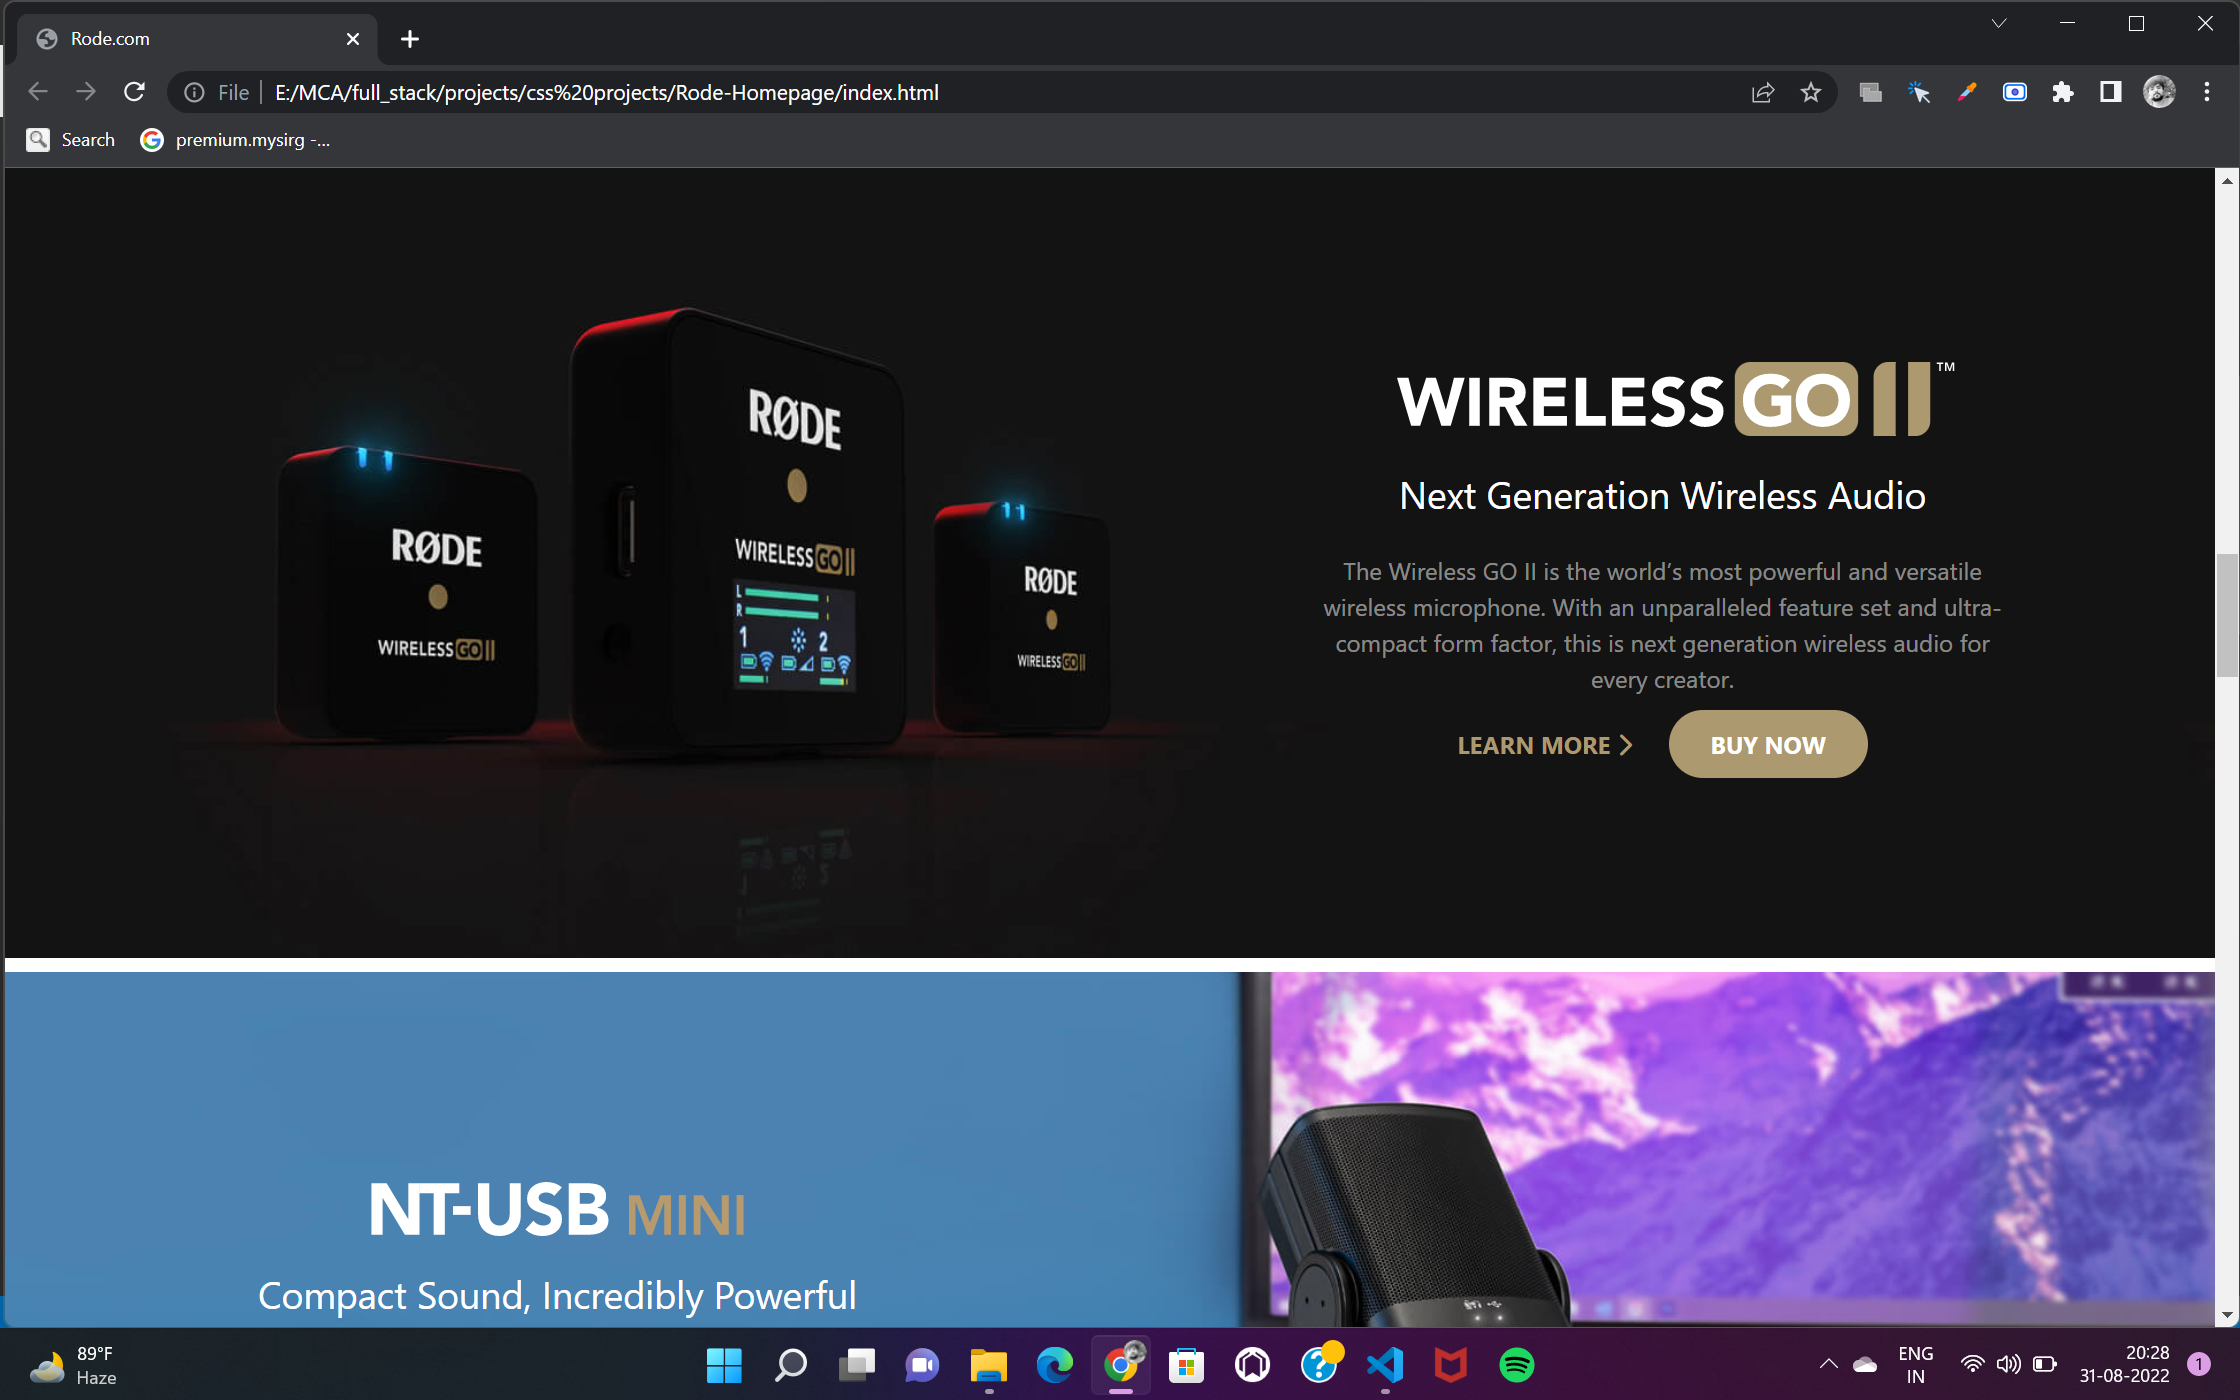 Rode.com
File
E:/MCA/full_stack/projects/css%20projects/Rode-Homepage/index.html
Search
premium.mysirg -...
RØDE
WIRELESS GO II
L
R
1 2
RØDE
WIRELESS GO II
RØDE
WIRELESS GO II
WIRELESS GO II™
Next Generation Wireless Audio
The Wireless GO II is the world’s most powerful and versatile
wireless microphone. With an unparalleled feature set and ultra-
compact form factor, this is next generation wireless audio for
every creator.
LEARN MORE
BUY NOW
NT-USB MINI
Compact Sound, Incredibly Powerful
89°F
Haze
ENG
IN
20:28
31-08-2022
1